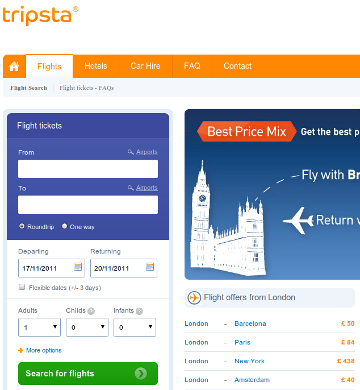 tripsta®
Flights Hotels Car Hire FAQ Contact
Flight Search | Flight tickets - FAQs
Flight tickets
From Airports
To Airports
Roundtrip One way
Departing Returning
17/11/2011 20/11/2011
Flexible dates (+/- 3 days)
Adults Childs ? Infants ?
1 0 0
More options
Search for flights
Best Price Mix Get the best p
Fly with Br
Return w
Flight offers from London
London - Barcelona £ 50
London - Paris £ 84
London - New York £ 438
London - Amsterdam £ 40